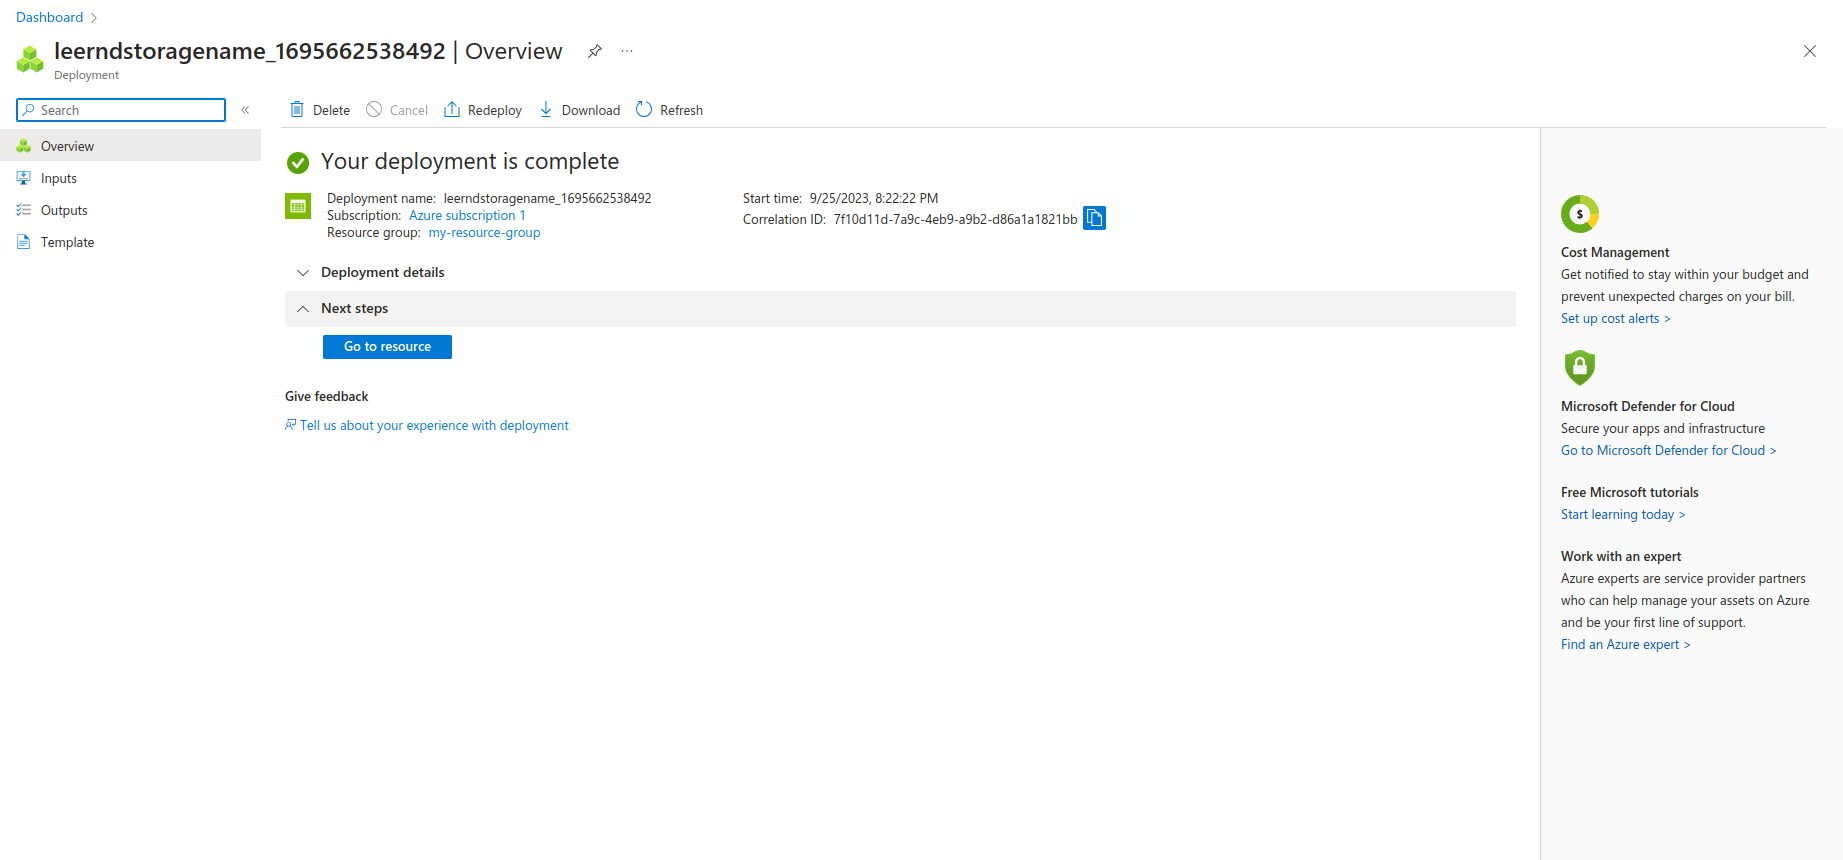 Dashboard >
leerndstoragename_1695662538492 | Overview ...
Deployment
Search «
Delete Cancel Redeploy Download Refresh
Overview
Inputs
Outputs
Template
Your deployment is complete
Deployment name: leerndstoragename_1695662538492
Subscription: Azure subscription 1
Resource group: my-resource-group
Start time: 9/25/2023, 8:22:22 PM
Correlation ID: 7f10d11d-7a9c-4eb9-a9b2-d86a1a1821bb
Deployment details
Next steps
Go to resource
Give feedback
Tell us about your experience with deployment
$
Cost Management
Get notified to stay within your budget and
prevent unexpected charges on your bill.
Set up cost alerts >
Microsoft Defender for Cloud
Secure your apps and infrastructure
Go to Microsoft Defender for Cloud >
Free Microsoft tutorials
Start learning today >
Work with an expert
Azure experts are service provider partners
who can help manage your assets on Azure
and be your first line of support.
Find an Azure expert >